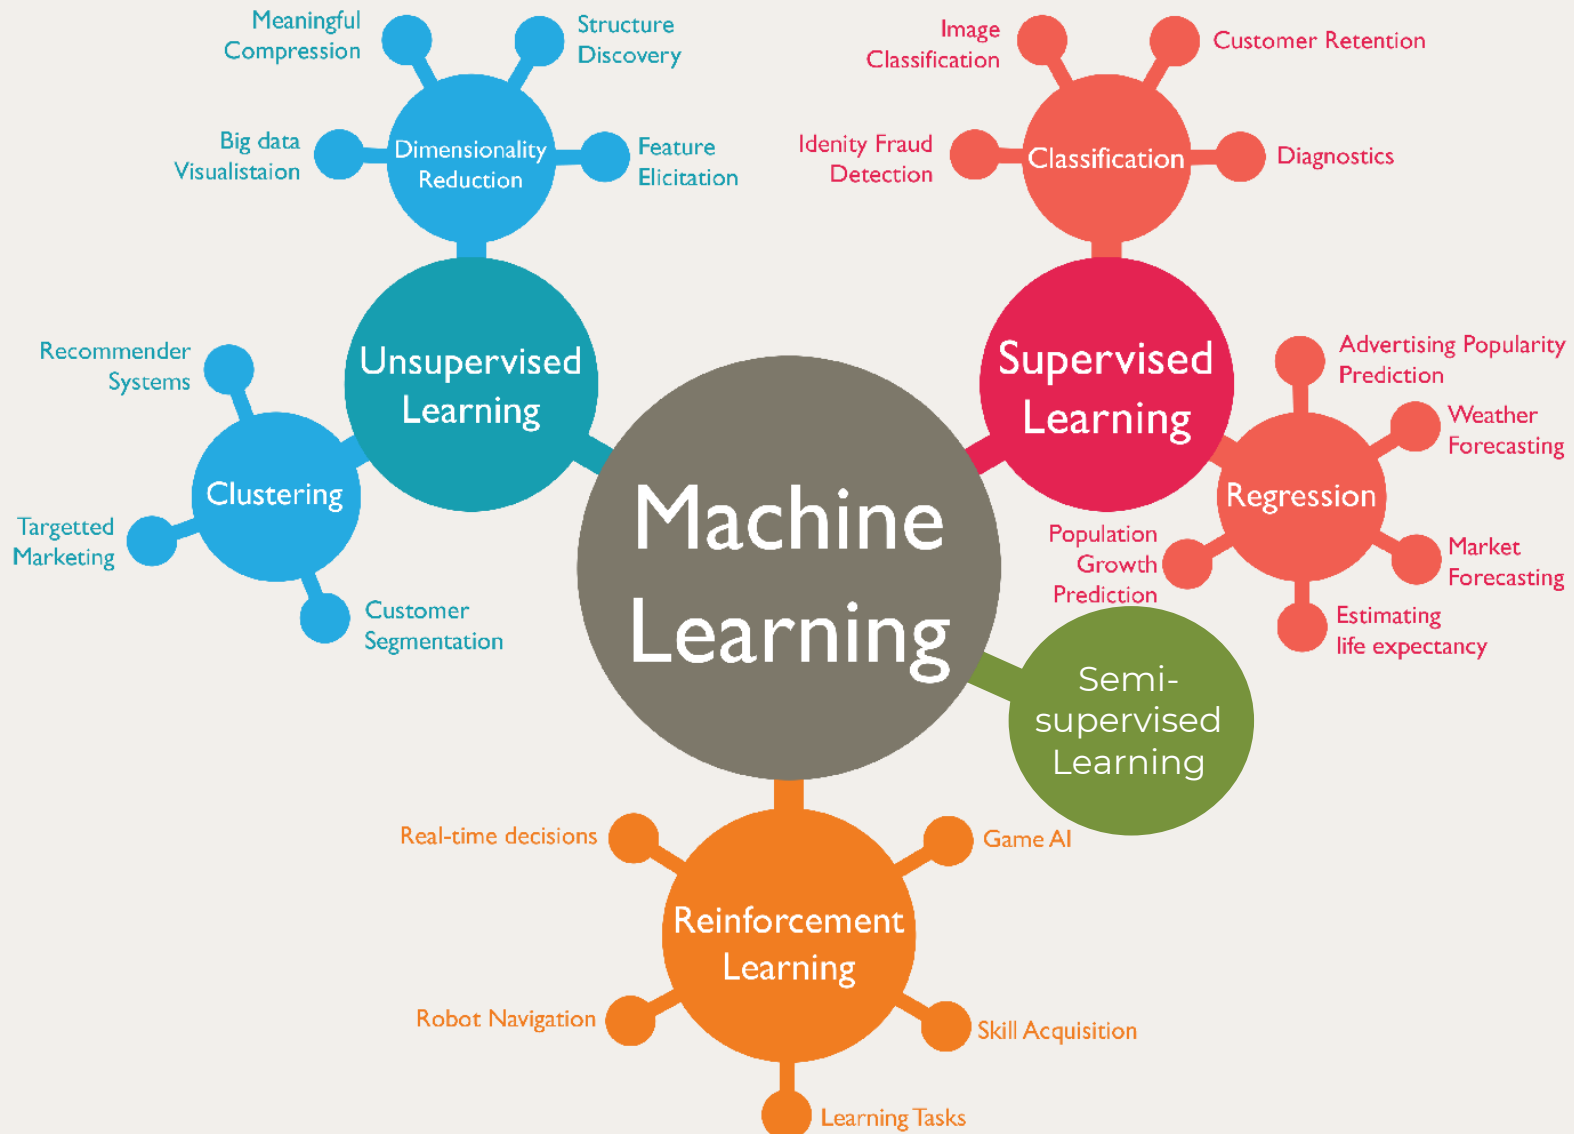 Meaningful
Compression
Structure
Discovery
Big data
Visualistaion
Dimensionality
Reduction
Feature
Elicitation
Image
Classification
Customer Retention
Idenity Fraud
Detection
Classification
Diagnostics
Unsupervised
Learning
Recommender
Systems
Clustering
Targetted
Marketing
Customer
Segmentation
Machine
Learning
Supervised
Learning
Advertising Popularity
Prediction
Weather
Forecasting
Regression
Population
Growth
Prediction
Market
Forecasting
Estimating
life expectancy
Semi-
supervised
Learning
Real-time decisions
Game AI
Reinforcement
Learning
Robot Navigation
Skill Acquisition
Learning Tasks